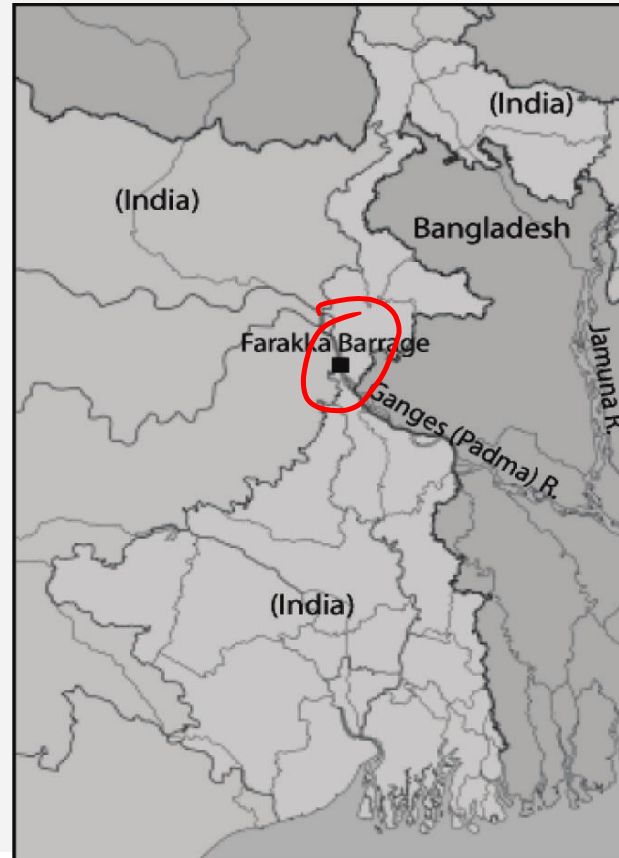 (India)
(India)
Bangladesh
Farakka Barrage
Jamuna R.
Ganges (Padma) R.
(India)